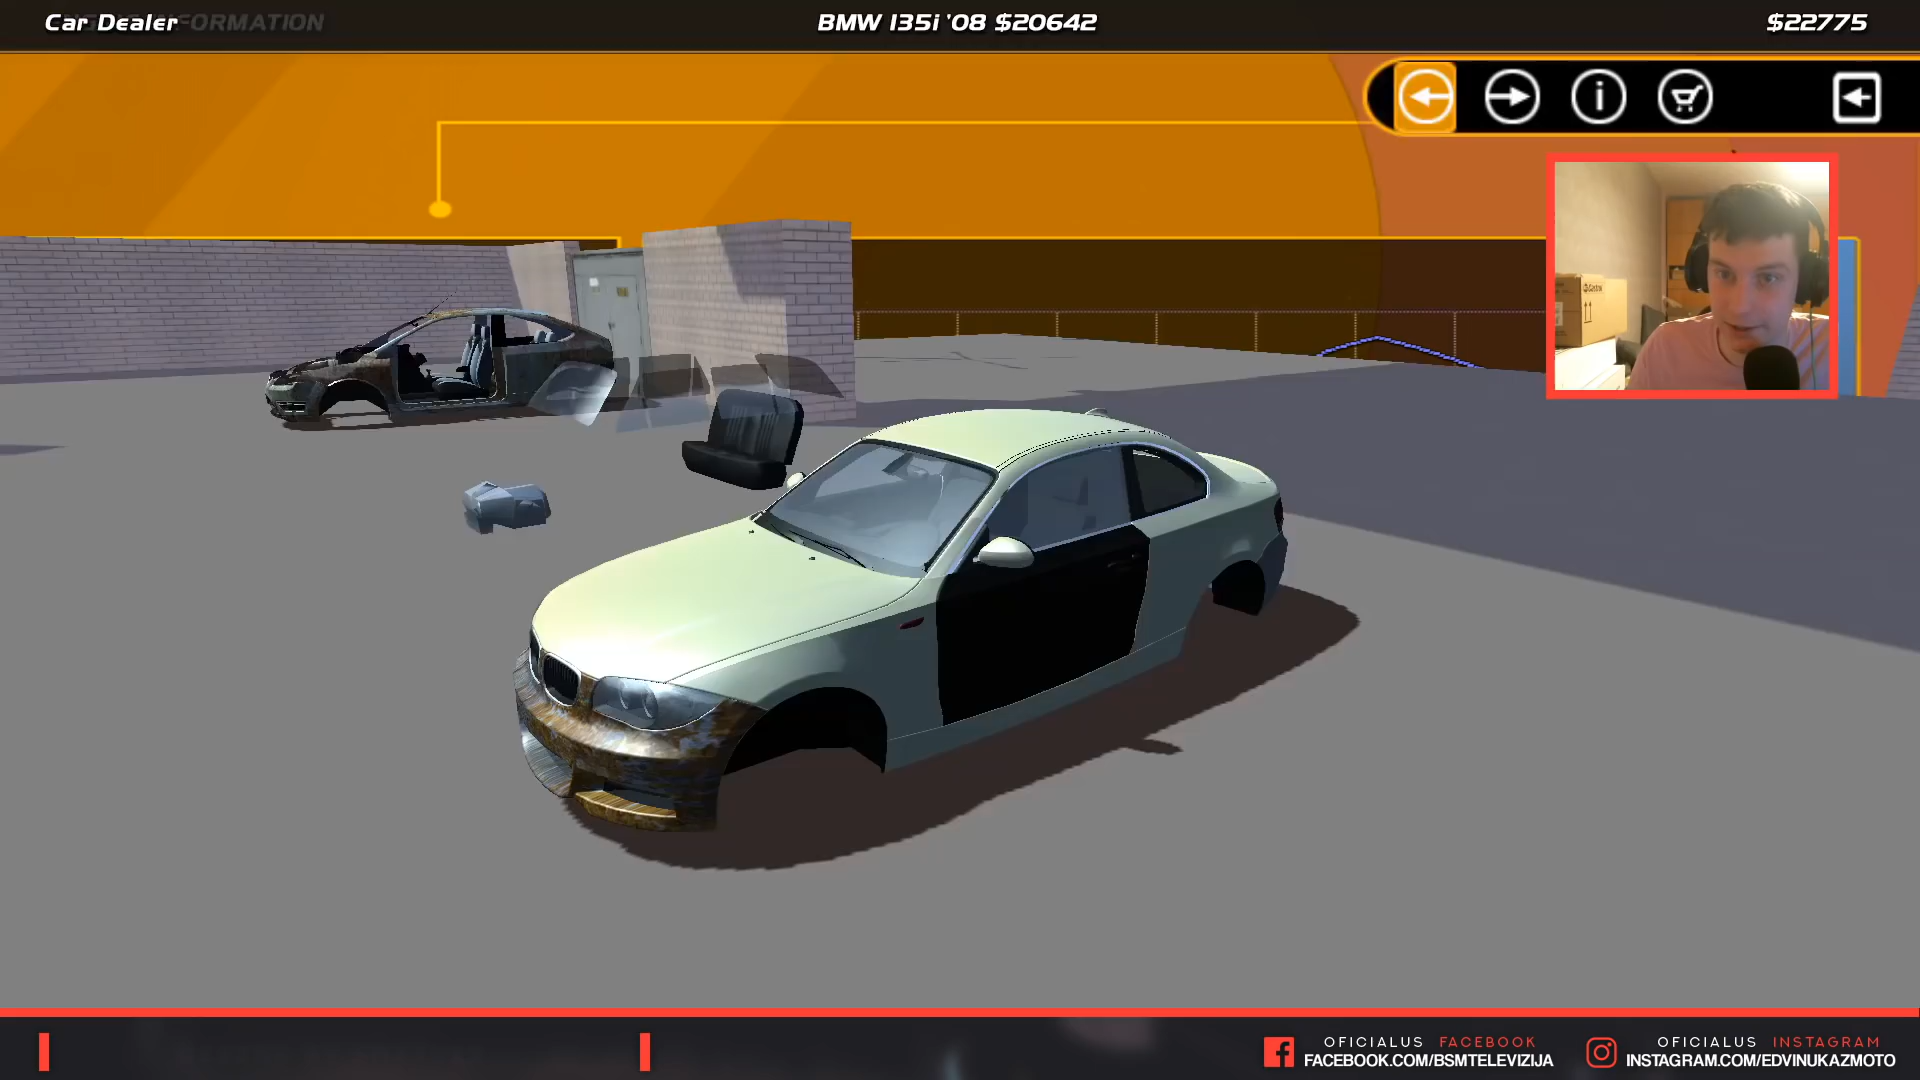 Car Dealer
BMW 135i '08 $20642
$22775
OFICIALUS FACEBOOK
FACEBOOK.COM/BSMTELEVIZIJA
OFICIALUS INSTAGRAM
INSTAGRAM.COM/EDVINUKAZMOTO